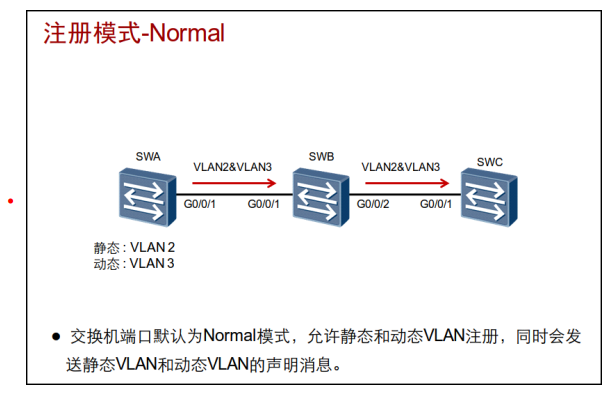 注册模式-Normal
SWA
SWB
SWC
VLAN2&VLAN3
VLAN2&VLAN3
G0/0/1
G0/0/1
G0/0/2
G0/0/1
静态 : VLAN 2
动态 : VLAN 3
● 交换机端口默认为Normal模式，允许静态和动态VLAN注册，同时会发
送静态VLAN和动态VLAN的声明消息。